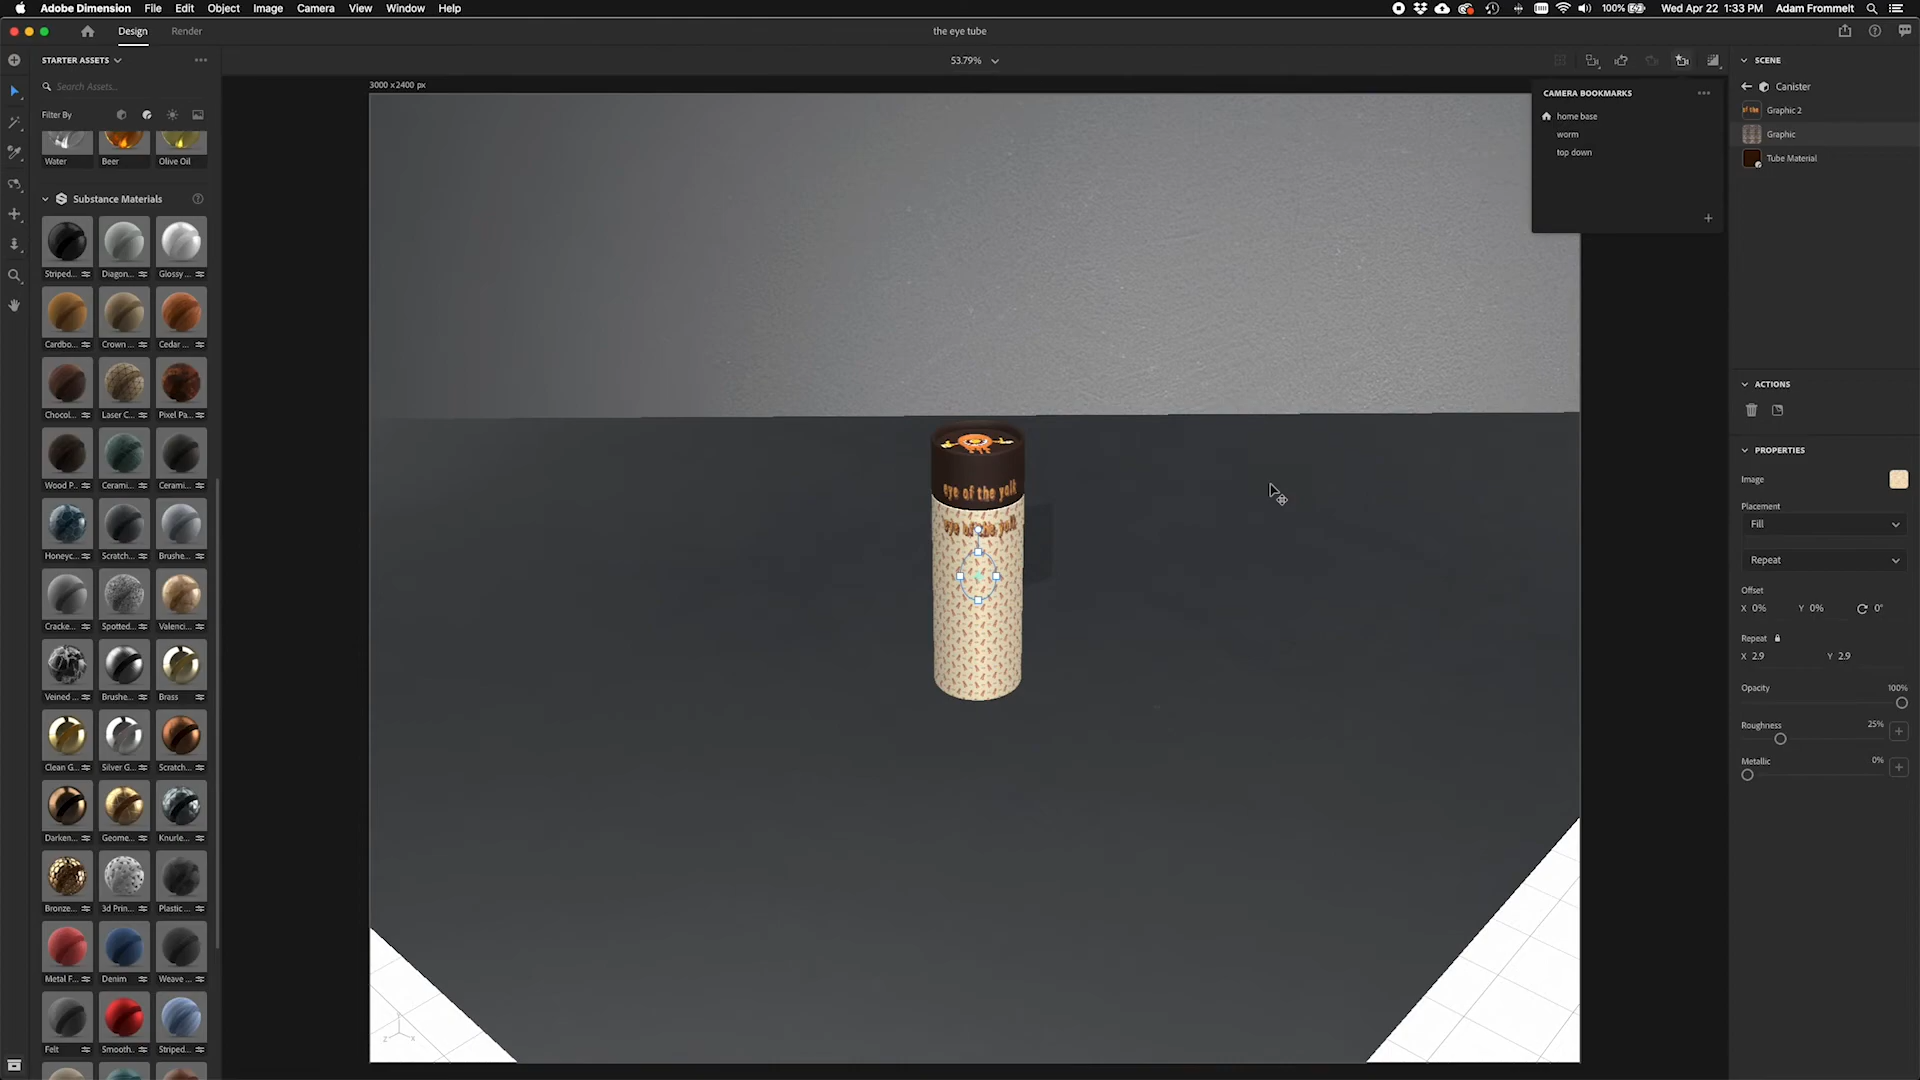 Adobe Dimension File Edit Object Image Camera View Window Help
100% Wed Apr 22 1:33 PM Adam Frommelt
Design Render
the eye tube
STARTER ASSETS
53.79%
Search Assets...
Filter By
Water Beer Olive Oil
Substance Materials
Striped... Diagon... Glossy ...
Cardbo... Crown ... Cedar ...
Chocol... Laser C... Pixel Pa...
Wood P... Cerami... Cerami...
Honeyc... Scratch... Brushe...
Cracke... Spotted... Valenci...
Veined ... Brushe... Brass
Clean G... Silver G... Scratch...
Darken... Geome... Knurle...
Bronze... 3d Prin... Plastic ...
Metal F... Denim Weave ...
Felt Smooth... Striped...
3000 x 2400 px
eye of the yolk
eye of the yolk
z x
CAMERA BOOKMARKS
home base
worm
top down
SCENE
Canister
Graphic 2
Graphic
Tube Material
ACTIONS
PROPERTIES
Image
Placement
Fill
Repeat
Offset
X 0% Y 0% 0°
Repeat
X 2.9 Y 2.9
Opacity 100%
Roughness 25%
Metallic 0%